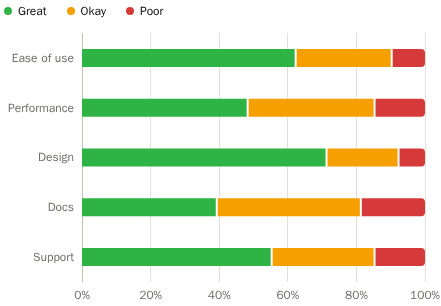 Great Okay Poor
Ease of use
Performance
Design
Docs
Support
0% 20% 40% 60% 80% 100%